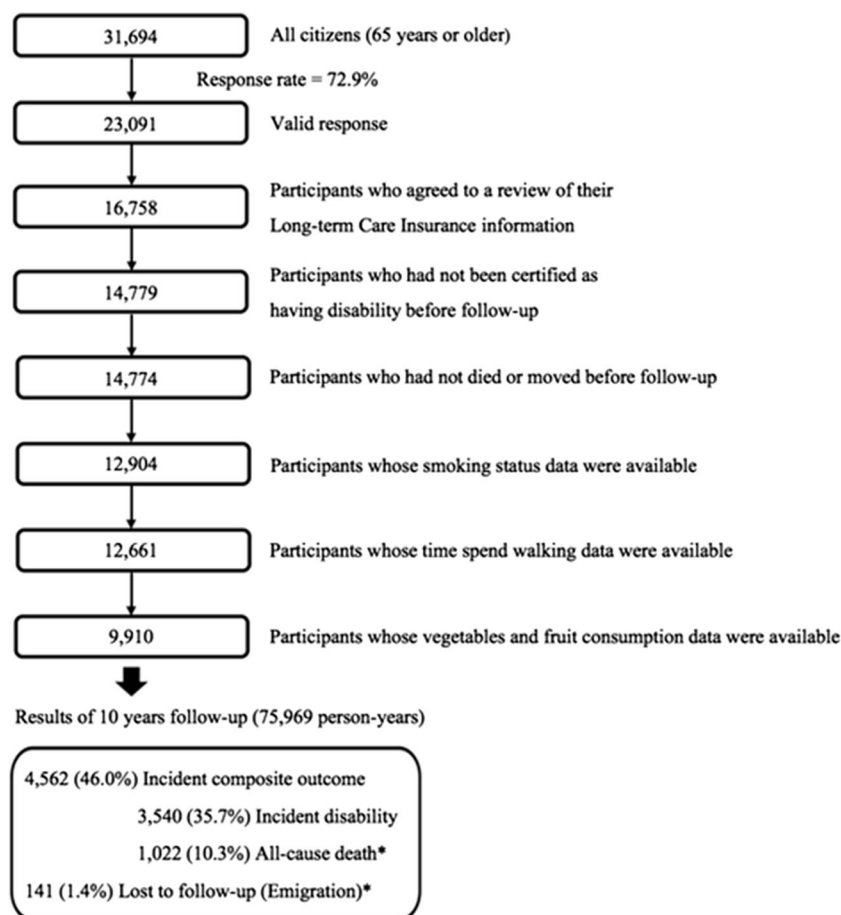 31,694 All citizens (65 years or older)
Response rate = 72.9%
23,091 Valid response
16,758 Participants who agreed to a review of their
Long-term Care Insurance information
14,779 Participants who had not been certified as
having disability before follow-up
14,774 Participants who had not died or moved before follow-up
12,904 Participants whose smoking status data were available
12,661 Participants whose time spend walking data were available
9,910 Participants whose vegetables and fruit consumption data were available
Results of 10 years follow-up (75,969 person-years)
4,562 (46.0%) Incident composite outcome
3,540 (35.7%) Incident disability
1,022 (10.3%) All-cause death*
141 (1.4%) Lost to follow-up (Emigration)*